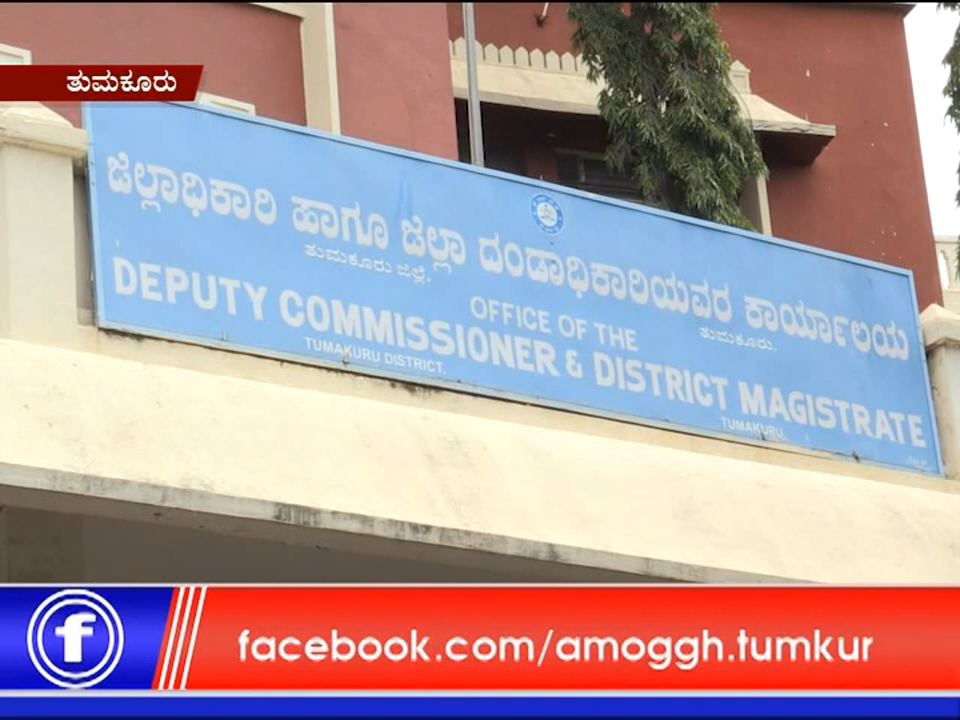 ತುಮಕೂರು
ಜಿಲ್ಲಾಧಿಕಾರಿ ಹಾಗೂ ಜಿಲ್ಲಾ ದಂಡಾಧಿಕಾರಿಯವರ ಕಾರ್ಯಾಲಯ
ತುಮಕೂರು ಜಿಲ್ಲೆ.
ತುಮಕೂರು.
OFFICE OF THE
DEPUTY COMMISSIONER & DISTRICT MAGISTRATE
TUMAKURU DISTRICT.
TUMAKURU
f
facebook.com/amoggh.tumkur